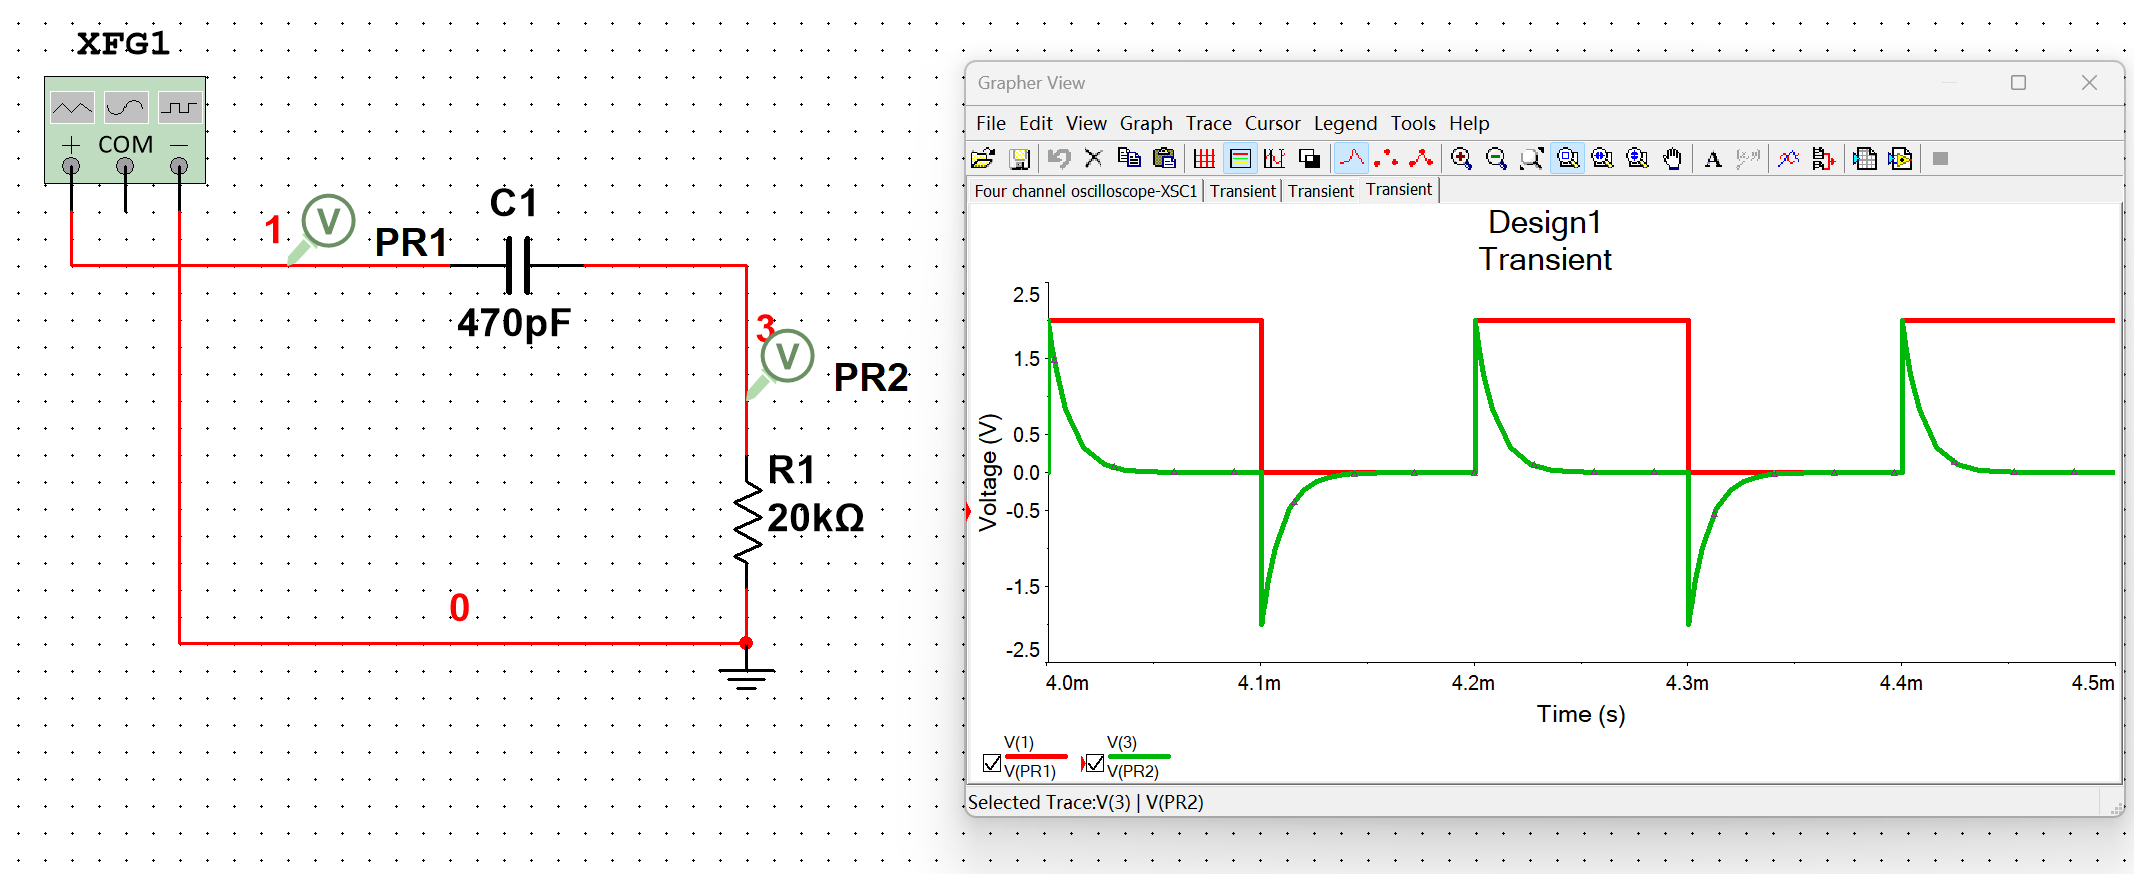 XFG1
COM
1
PR1
C1
470pF
3
PR2
R1
20kΩ
0
Grapher View
File Edit View Graph Trace Cursor Legend Tools Help
Four channel oscilloscope-XSC1 Transient Transient Transient
Design1
Transient
Voltage (V)
2.5
1.5
0.5
0.0
-0.5
-1.5
-2.5
4.0m 4.1m 4.2m 4.3m 4.4m 4.5m
Time (s)
V(1) V(3)
V(PR1) V(PR2)
Selected Trace:V(3) | V(PR2)